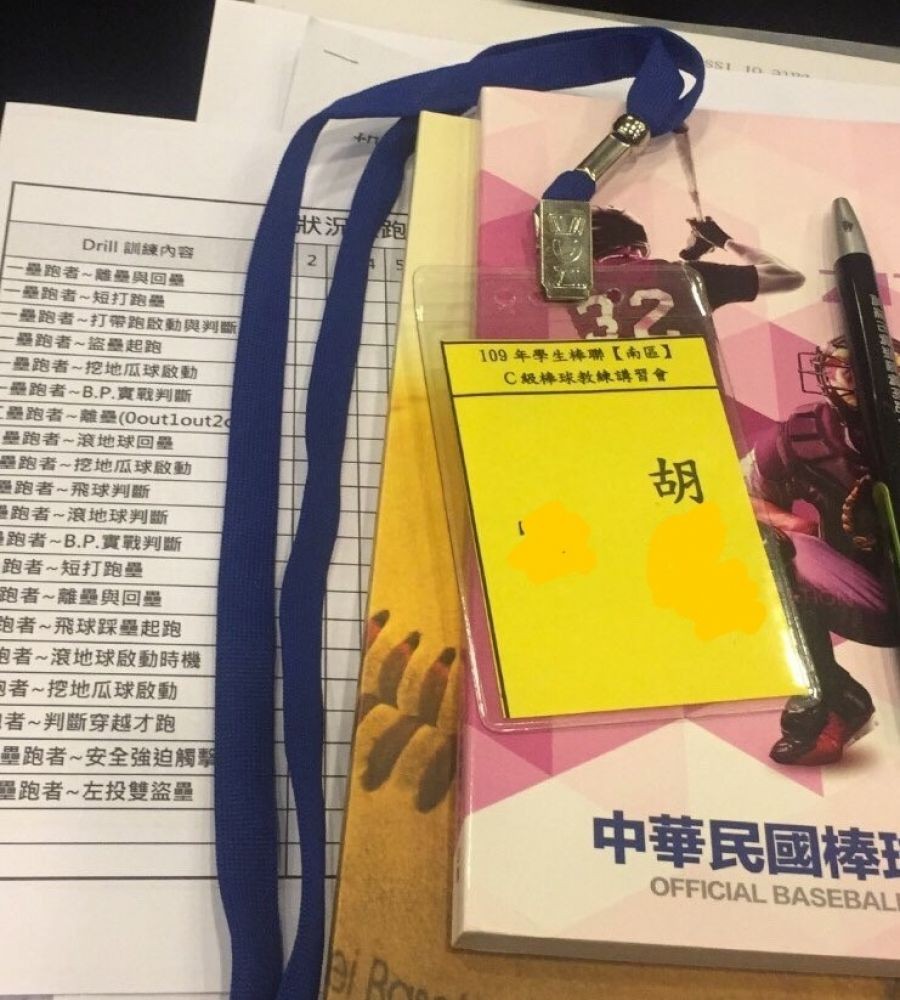 狀況
跑
Drill 訓練內容
2
4
5
一壘跑者~離壘與回壘
一壘跑者~短打跑壘
一壘跑者~打帶跑啟動與判斷
一壘跑者~盜壘起跑
一壘跑者~挖地瓜球啟動
一壘跑者~B.P.實戰判斷
壘跑者~離壘(0out1out2o
壘跑者~滾地球回壘
壘跑者~挖地瓜球啟動
壘跑者~飛球判斷
壘跑者~滾地球判斷
壘跑者~B.P.實戰判斷
跑者~短打跑壘
跑者~離壘與回壘
跑者~飛球踩壘起跑
跑者~滾地球啟動時機
跑者~挖地瓜球啟動
者~判斷穿越才跑
壘跑者~安全強迫觸擊
壘跑者~左投雙盜壘
32
109 年學生棒聯【南區】
C級棒球教練講習會
胡
中華民國棒球
OFFICIAL BASEBALL